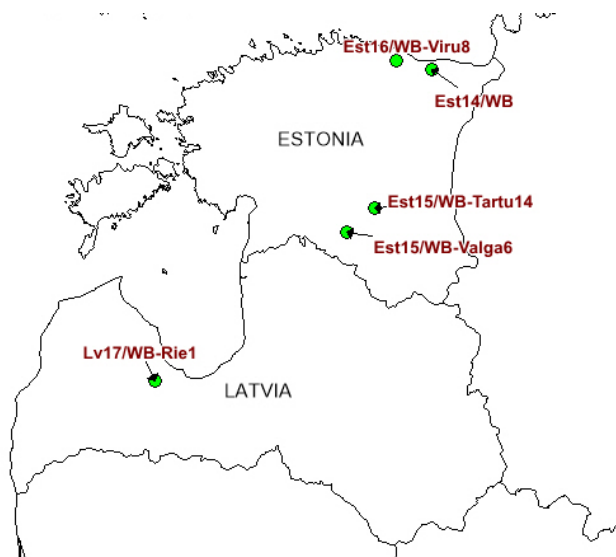 Est16/WB-Viru8
Est14/WB
ESTONIA
Est15/WB-Tartu14
Est15/WB-Valga6
Lv17/WB-Rie1
LATVIA